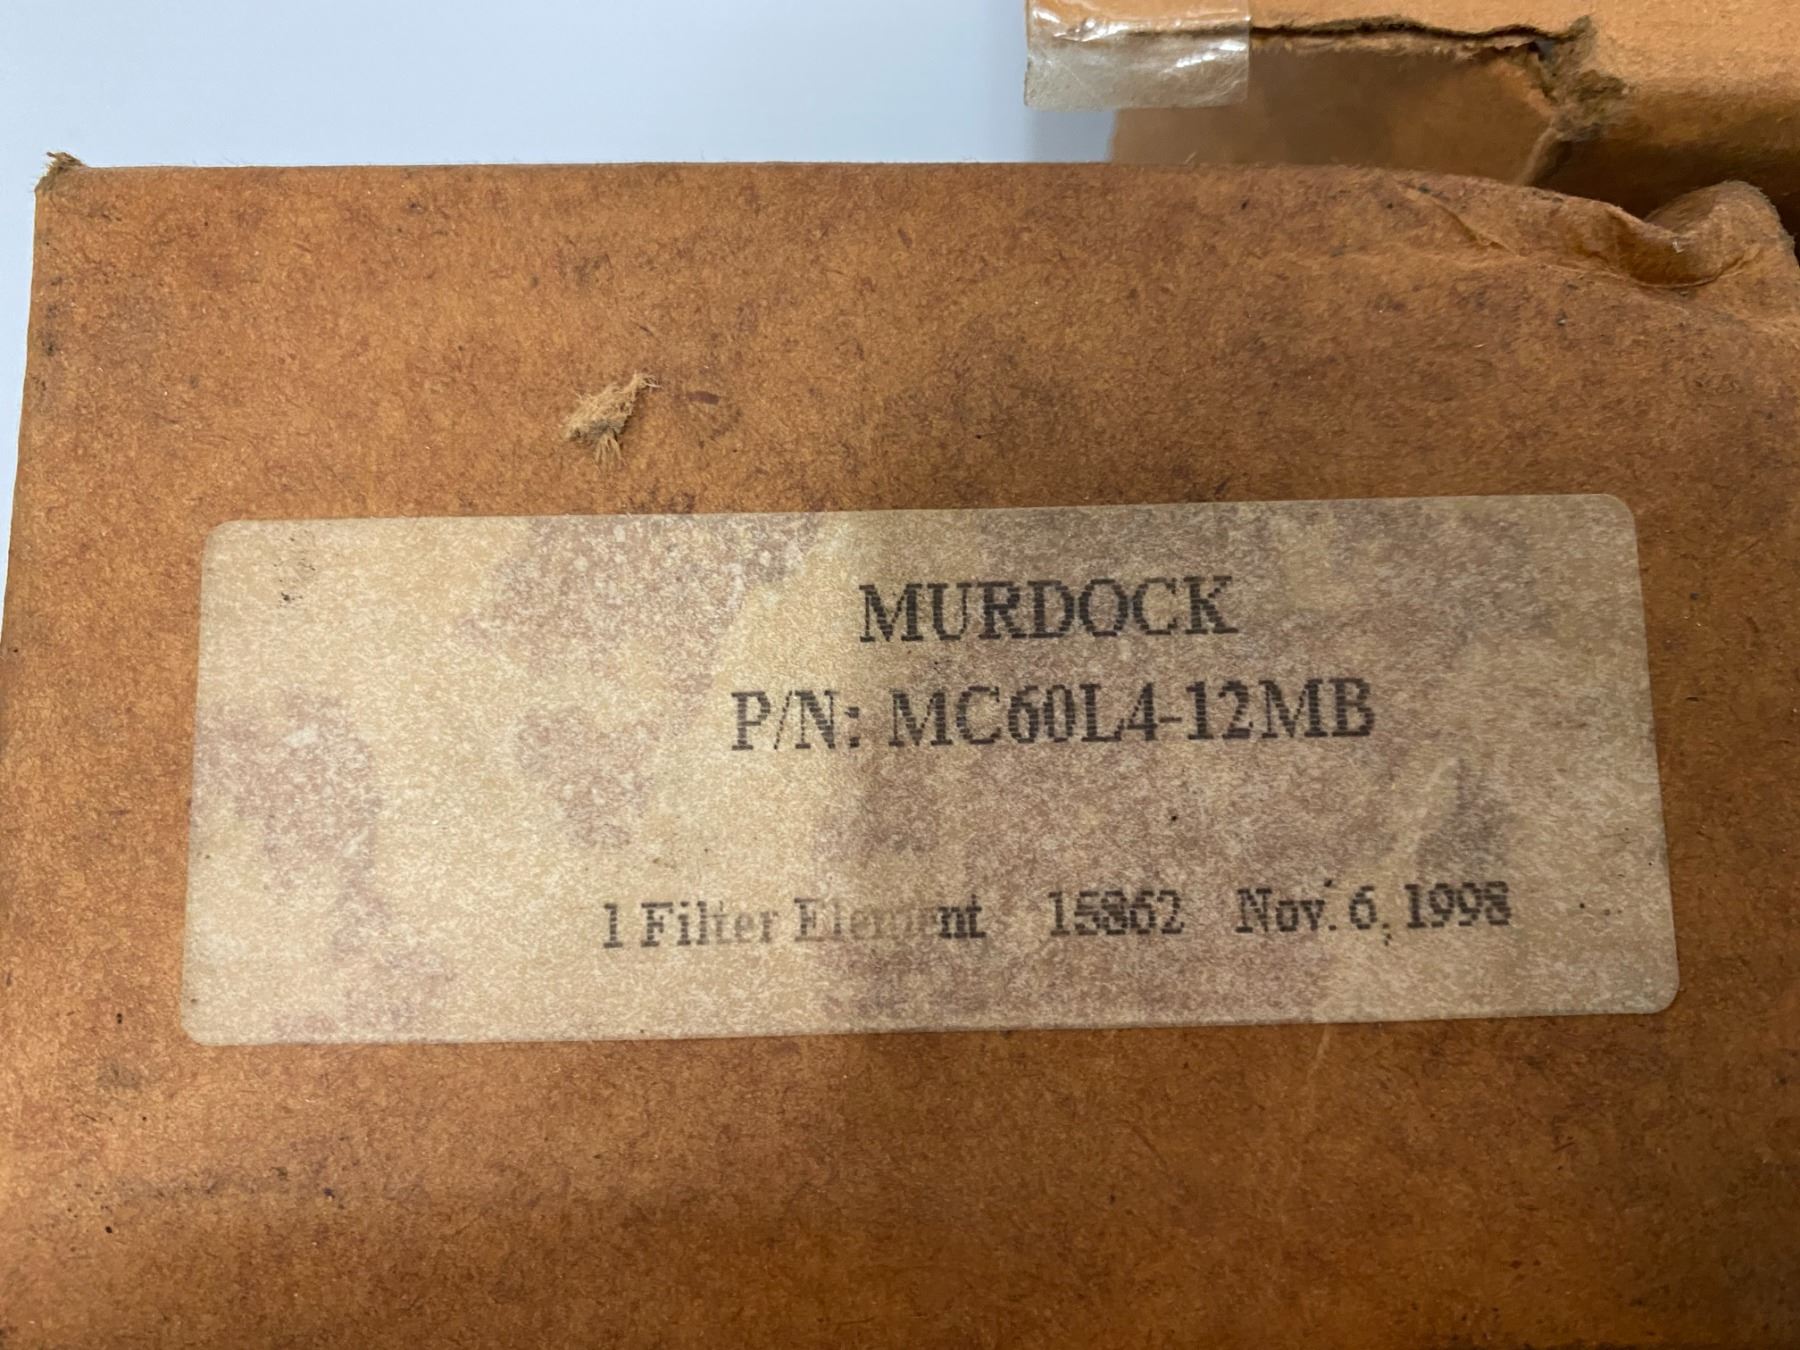 MURDOCK
P/N: MC60L4-12MB
1 Filter Element 15862 Nov. 6, 1998